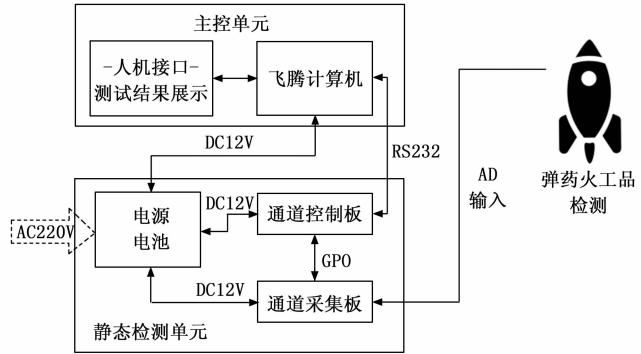 主控单元
-人机接口-
测试结果展示
飞腾计算机
DC12V
RS232
AD
输入
弹药火工品
检测
AC220V
电源
电池
DC12V
通道控制板
GPO
DC12V
通道采集板
静态检测单元